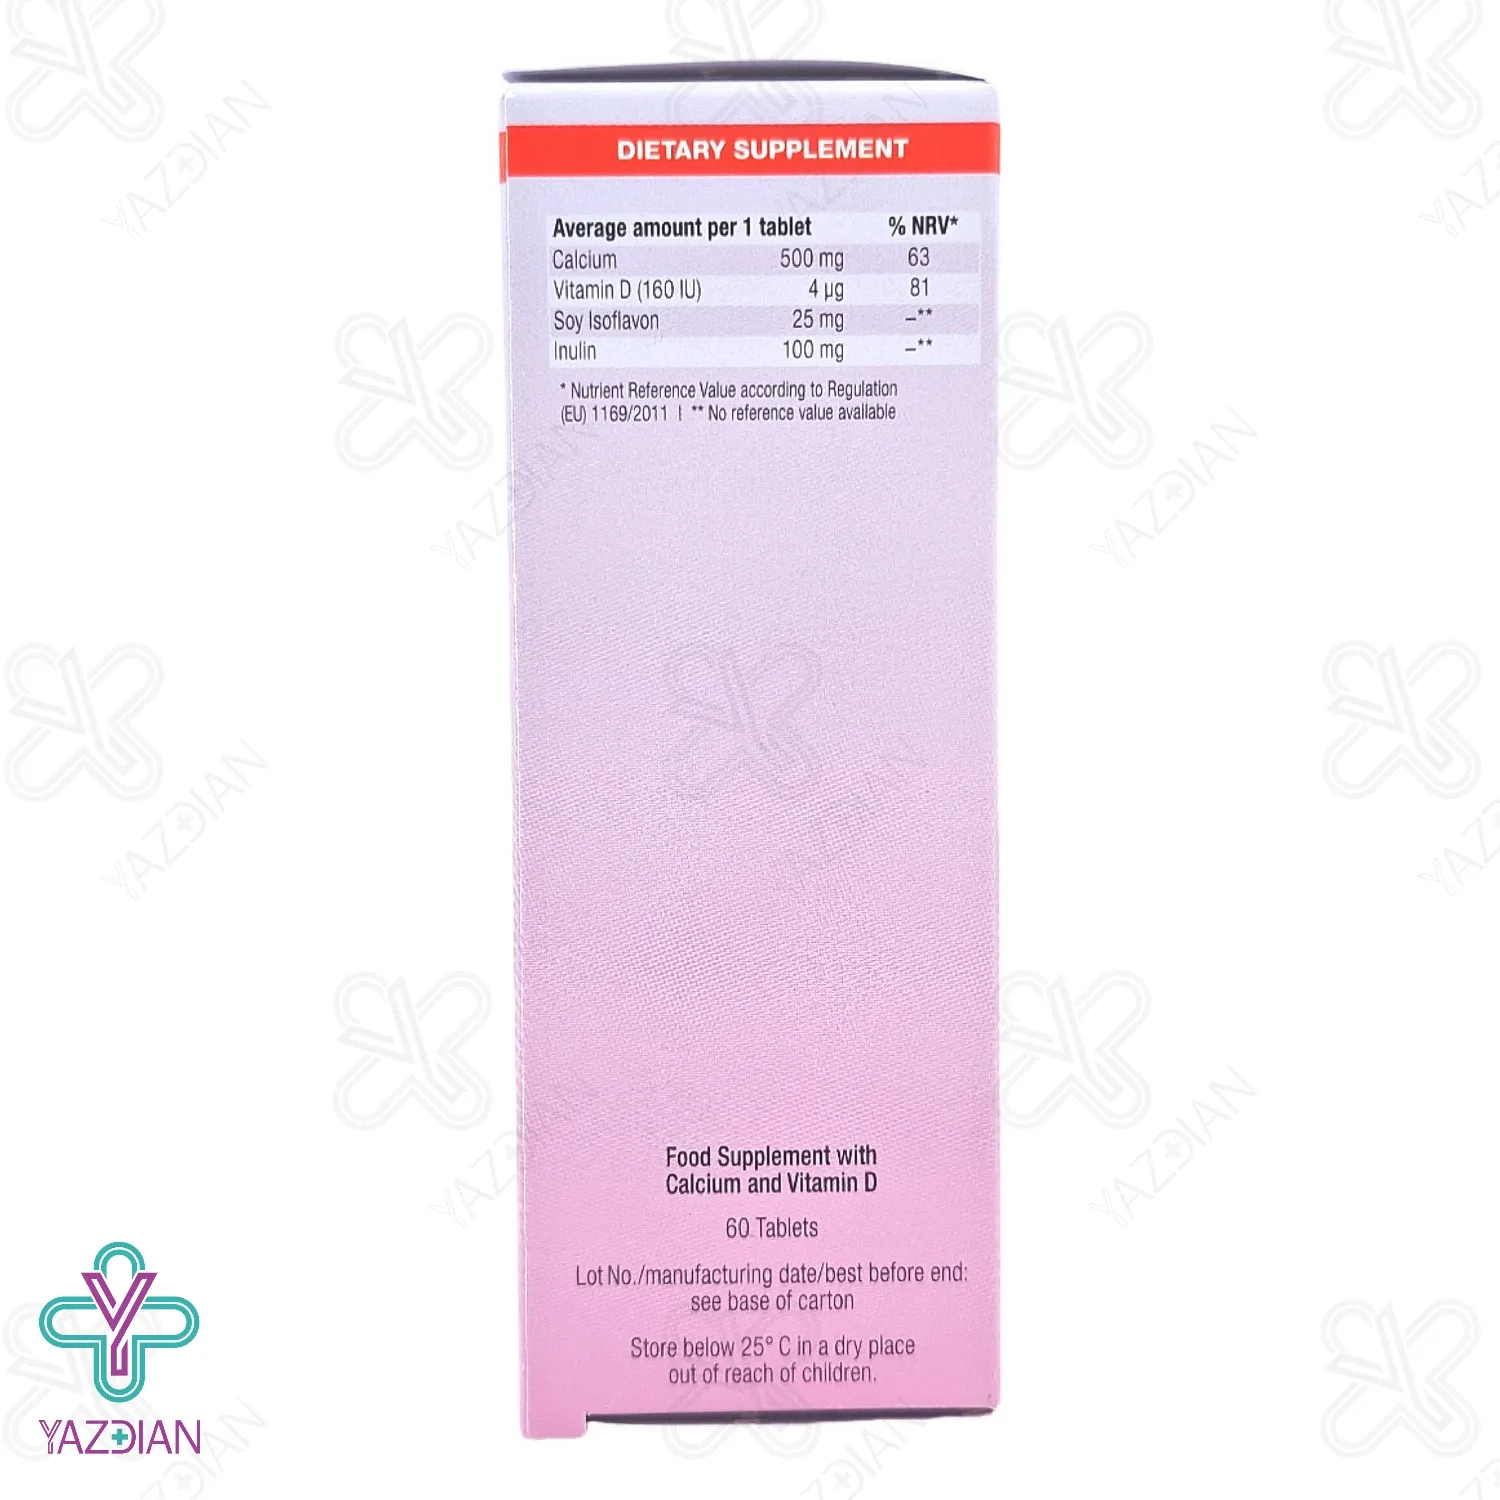 DIETARY SUPPLEMENT
Average amount per 1 tablet % NRV*
Calcium 500 mg 63
Vitamin D (160 IU) 4 µg 81
Soy Isoflavon 25 mg –**
Inulin 100 mg –**
* Nutrient Reference Value according to Regulation
(EU) 1169/2011 | ** No reference value available
Food Supplement with
Calcium and Vitamin D
60 Tablets
Lot No./manufacturing date/best before end:
see base of carton
Store below 25° C in a dry place
out of reach of children.
YAZDIAN